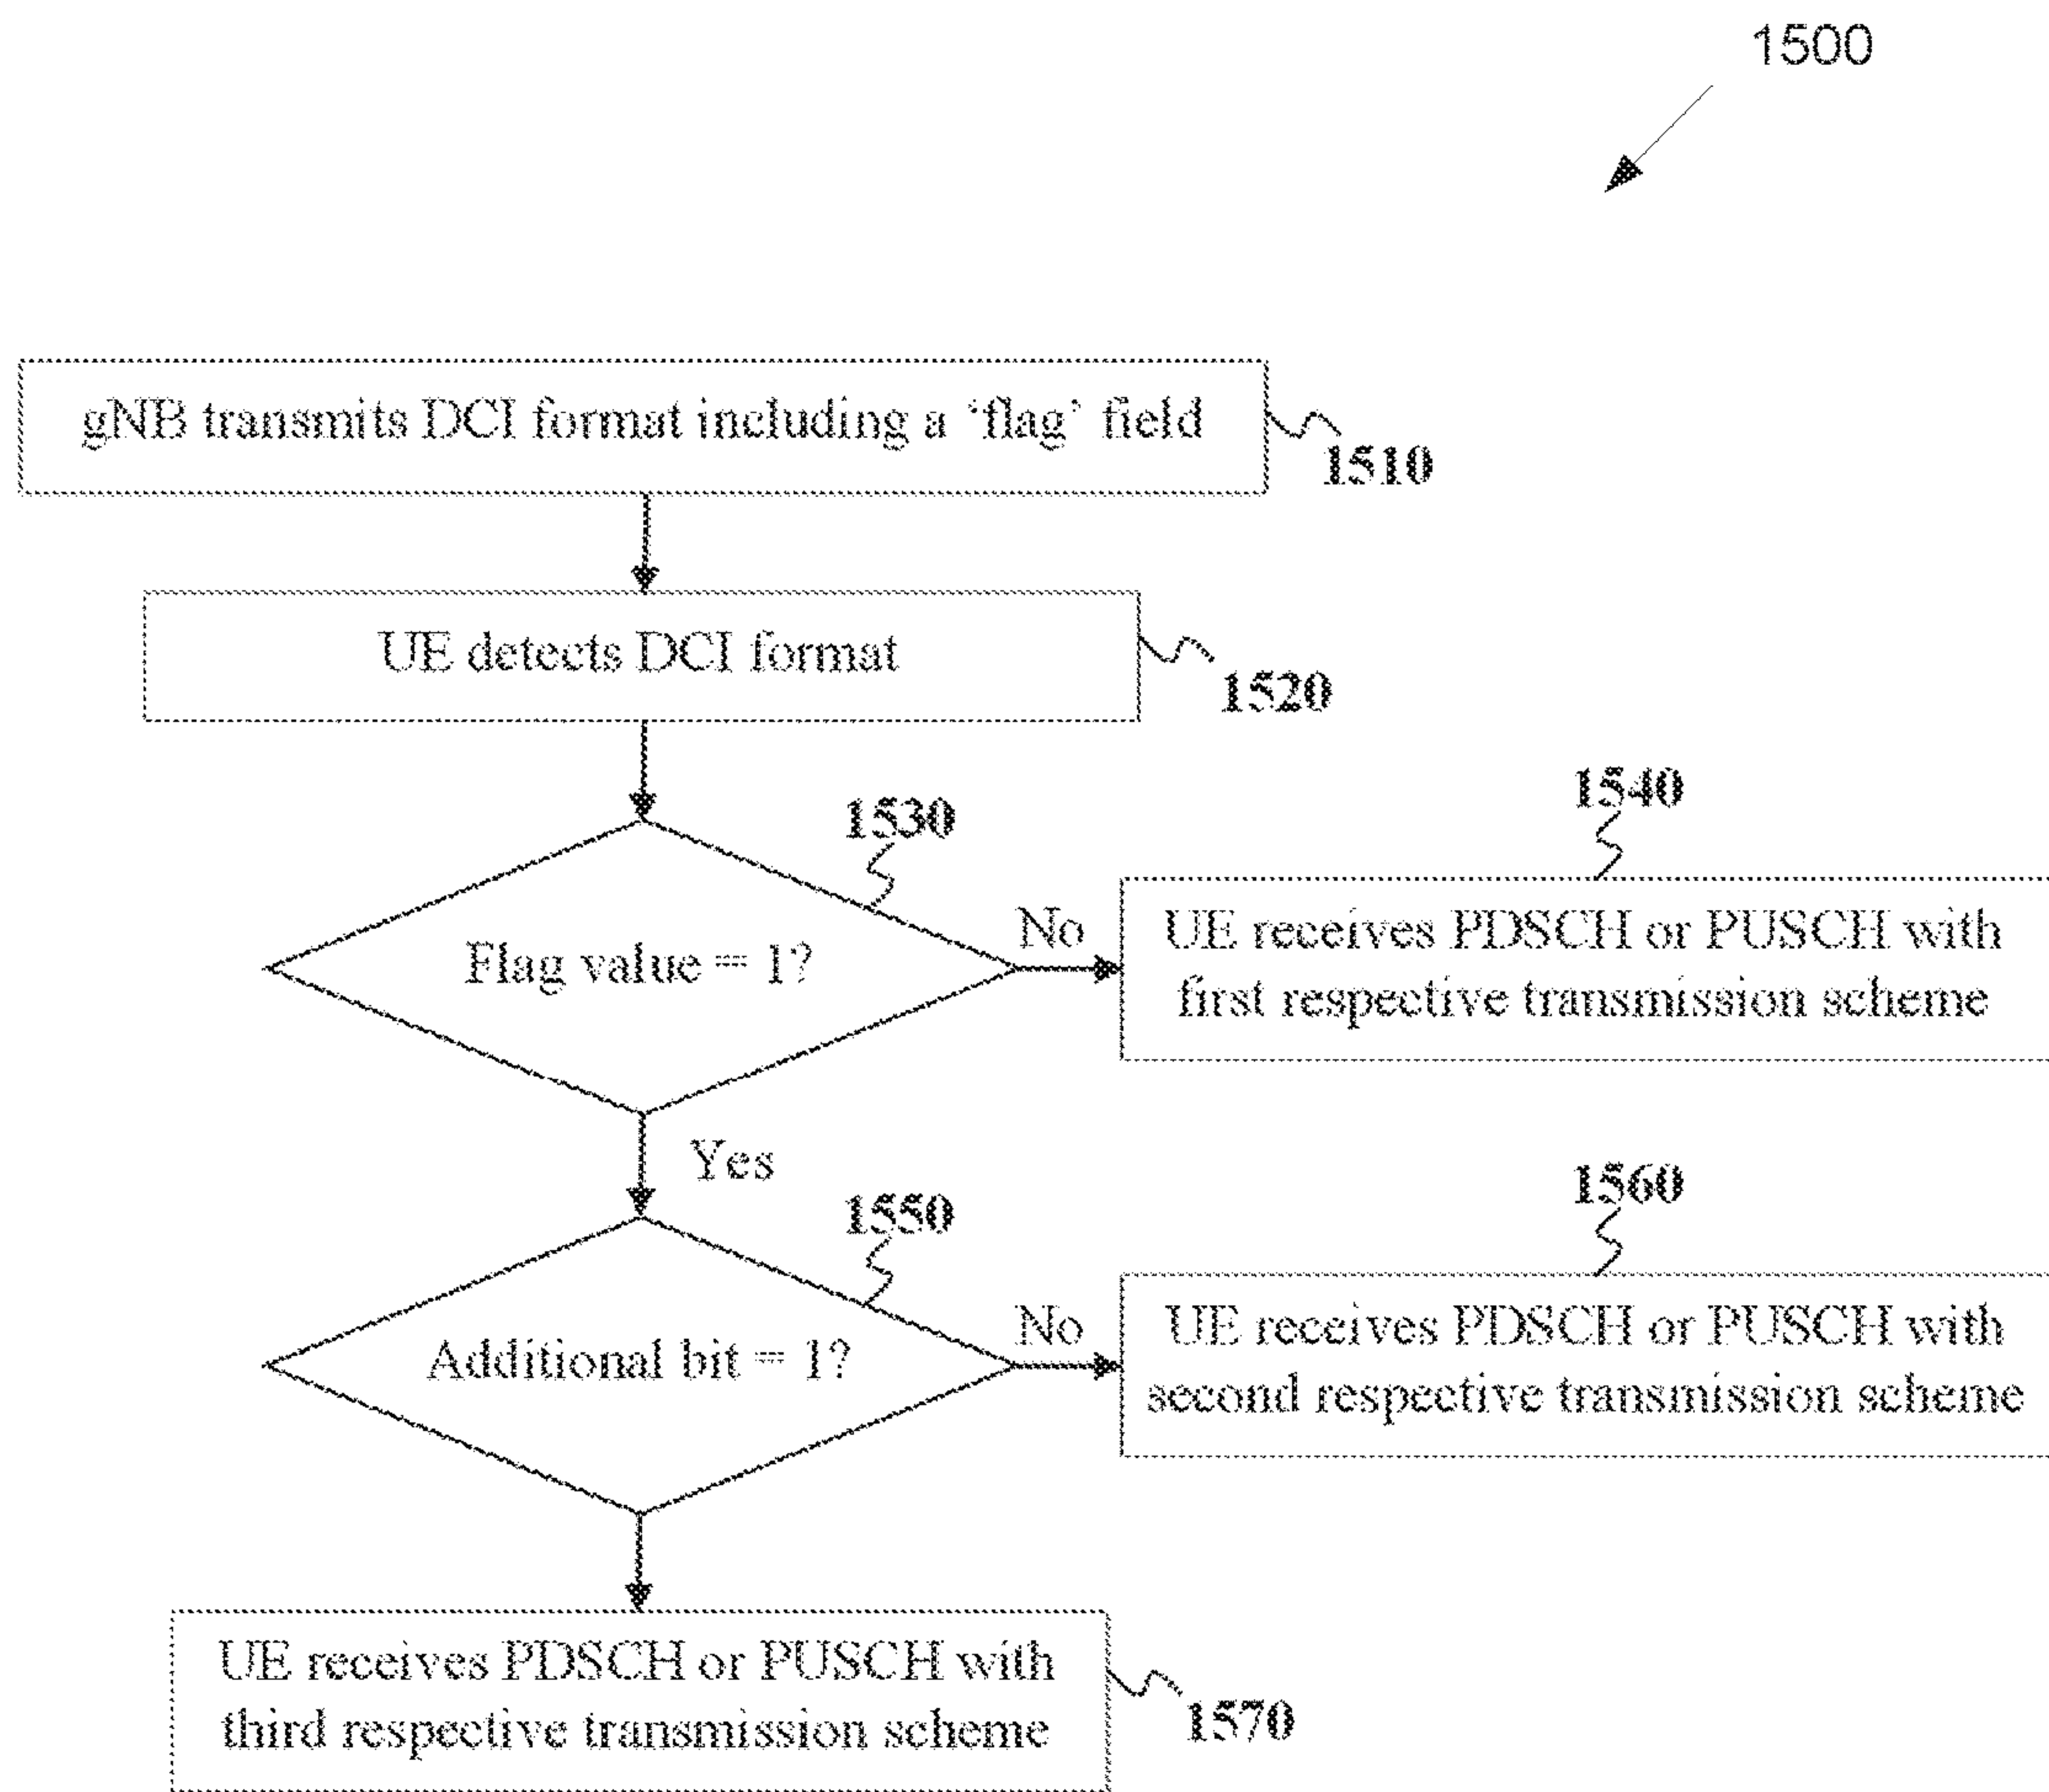 1500
gNB transmits DCI format including a ‘flag’ field
1510
UE detects DCI format
1520
1530
Flag value = 1?
No
1540
UE receives PDSCH or PUSCH with
first respective transmission scheme
Yes
1550
Additional bit = 1?
No
1560
UE receives PDSCH or PUSCH with
second respective transmission scheme
UE receives PDSCH or PUSCH with
third respective transmission scheme
1570